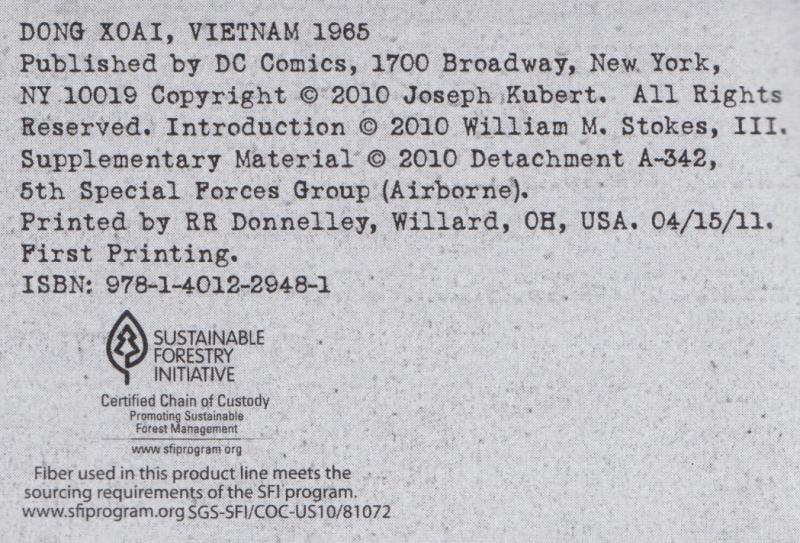 DONG XOAI, VIETNAM 1965
Published by DC Comics, 1700 Broadway, New York,
NY 10019 Copyright © 2010 Joseph Kubert. All Rights
Reserved. Introduction © 2010 William M. Stokes, III.
Supplementary Material © 2010 Detachment A-342,
5th Special Forces Group (Airborne).
Printed by RR Donnelley, Willard, OH, USA. 04/15/11.
First Printing.
ISBN: 978-1-4012-2948-1
SUSTAINABLE
FORESTRY
INITIATIVE
Certified Chain of Custody
Promoting Sustainable
Forest Management
www.sfiprogram.org
Fiber used in this product line meets the
sourcing requirements of the SFI program.
www.sfiprogram.org SGS-SFI/COC-US10/81072